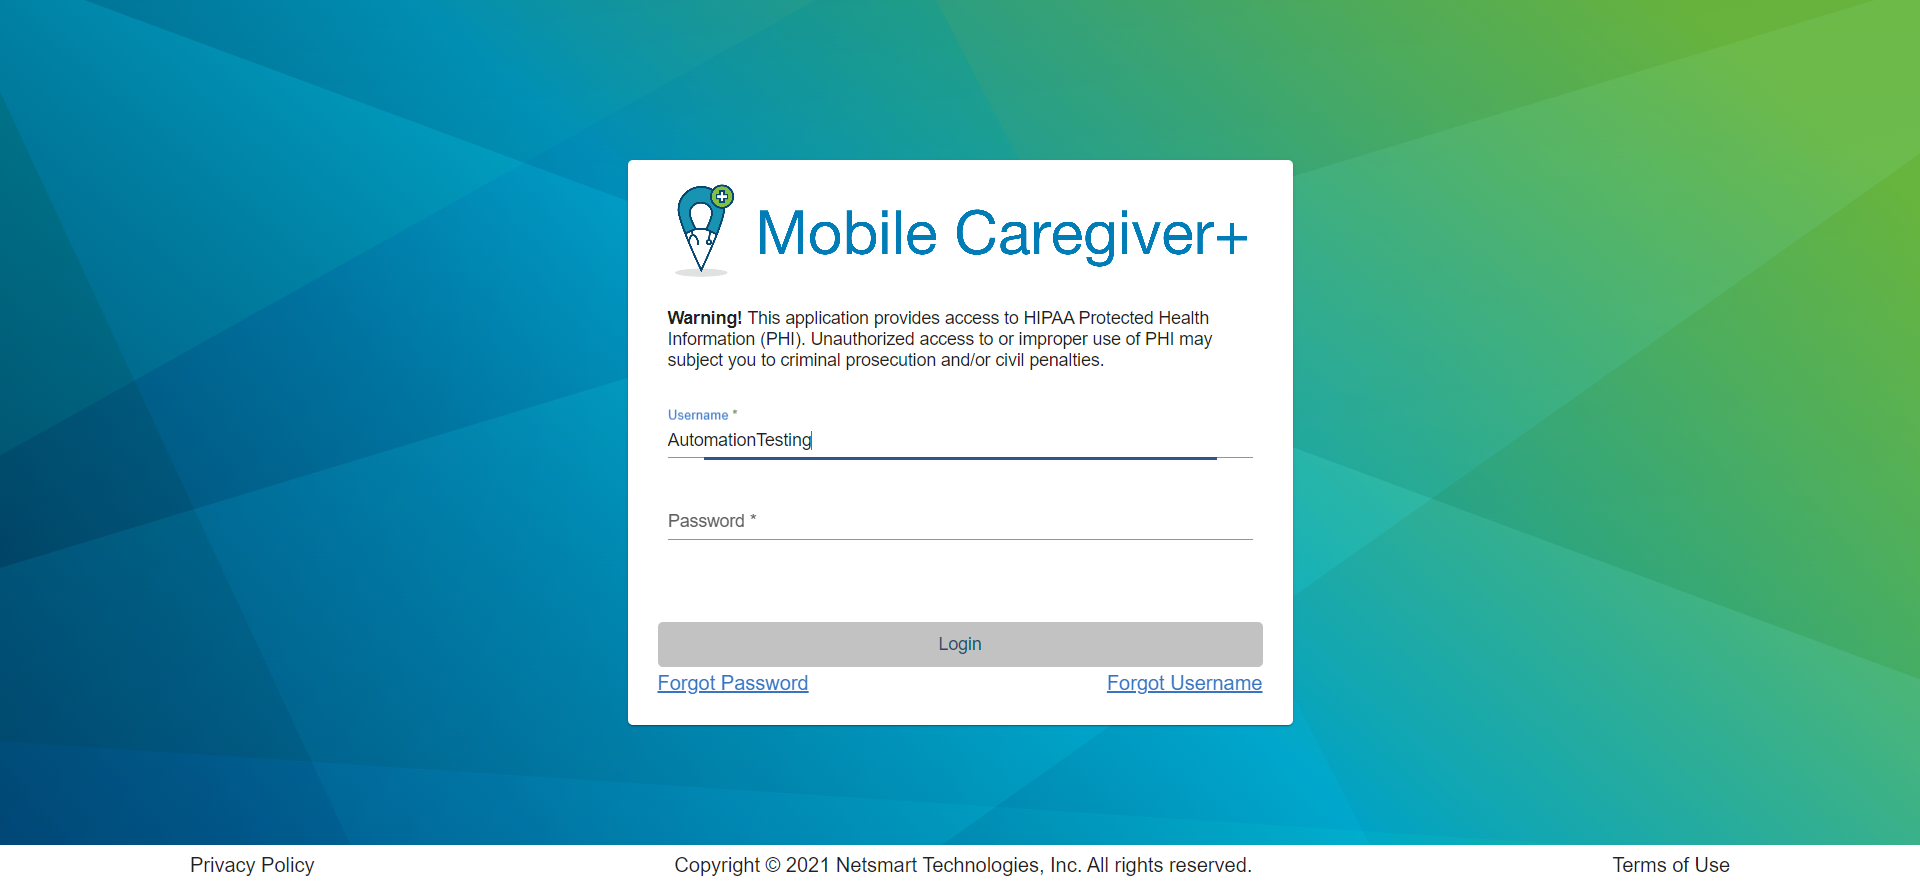 Mobile Caregiver+
Warning! This application provides access to HIPAA Protected Health
Information (PHI). Unauthorized access to or improper use of PHI may
subject you to criminal prosecution and/or civil penalties.
Username *
AutomationTesting
Password *
Login
Forgot Password
Forgot Username
Privacy Policy
Copyright © 2021 Netsmart Technologies, Inc. All rights reserved.
Terms of Use